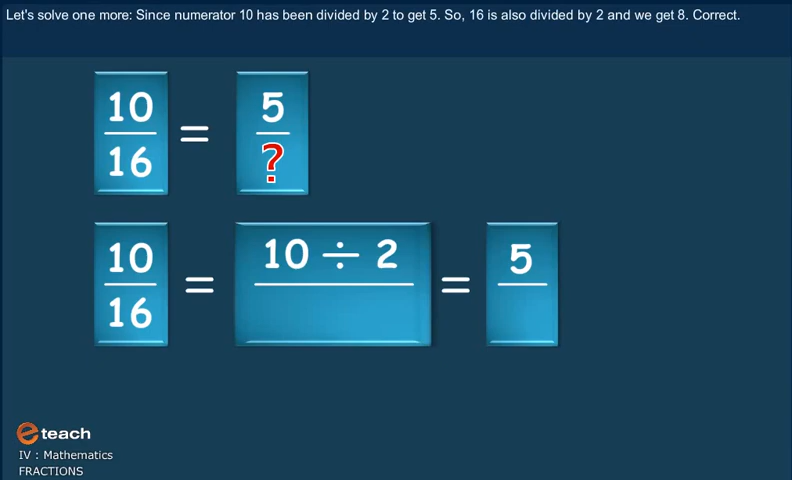 Let's solve one more: Since numerator 10 has been divided by 2 to get 5. So, 16 is also divided by 2 and we get 8. Correct.
10
16
=
5
?
10
16
=
10 ÷ 2
=
5
e teach
IV : Mathematics
FRACTIONS